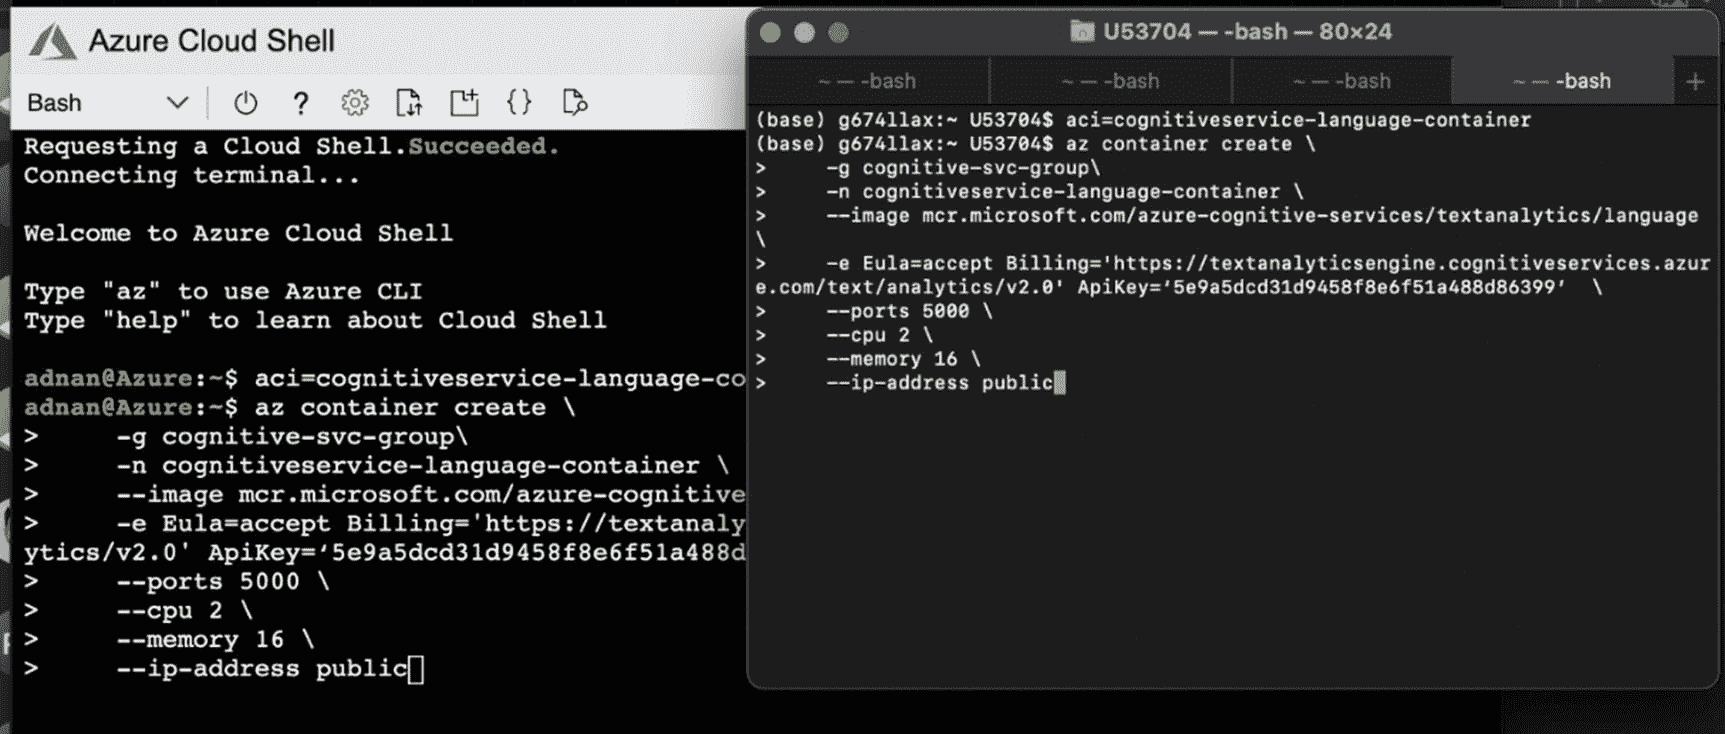 Azure Cloud Shell
Bash
?
{}
Requesting a Cloud Shell.Succeeded.
Connecting terminal...
Welcome to Azure Cloud Shell
Type "az" to use Azure CLI
Type "help" to learn about Cloud Shell
adnan@Azure:~$ aci=cognitiveservice-language-co
adnan@Azure:~$ az container create \
>     -g cognitive-svc-group\
>     -n cognitiveservice-language-container \
>     --image mcr.microsoft.com/azure-cognitive
>     -e Eula=accept Billing='https://textanaly
ytics/v2.0' ApiKey=‘5e9a5dcd31d9458f8e6f51a488d
>     --ports 5000 \
>     --cpu 2 \
>     --memory 16 \
>     --ip-address public
U53704 — -bash — 80×24
~ — -bash
~ — -bash
~ — -bash
~ — -bash
+
(base) g674llax:~ U53704$ aci=cognitiveservice-language-container
(base) g674llax:~ U53704$ az container create \
>     -g cognitive-svc-group\
>     -n cognitiveservice-language-container \
>     --image mcr.microsoft.com/azure-cognitive-services/textanalytics/language
\
>     -e Eula=accept Billing='https://textanalyticsengine.cognitiveservices.azur
e.com/text/analytics/v2.0' ApiKey=‘5e9a5dcd31d9458f8e6f51a488d86399’  \
>     --ports 5000 \
>     --cpu 2 \
>     --memory 16 \
>     --ip-address public